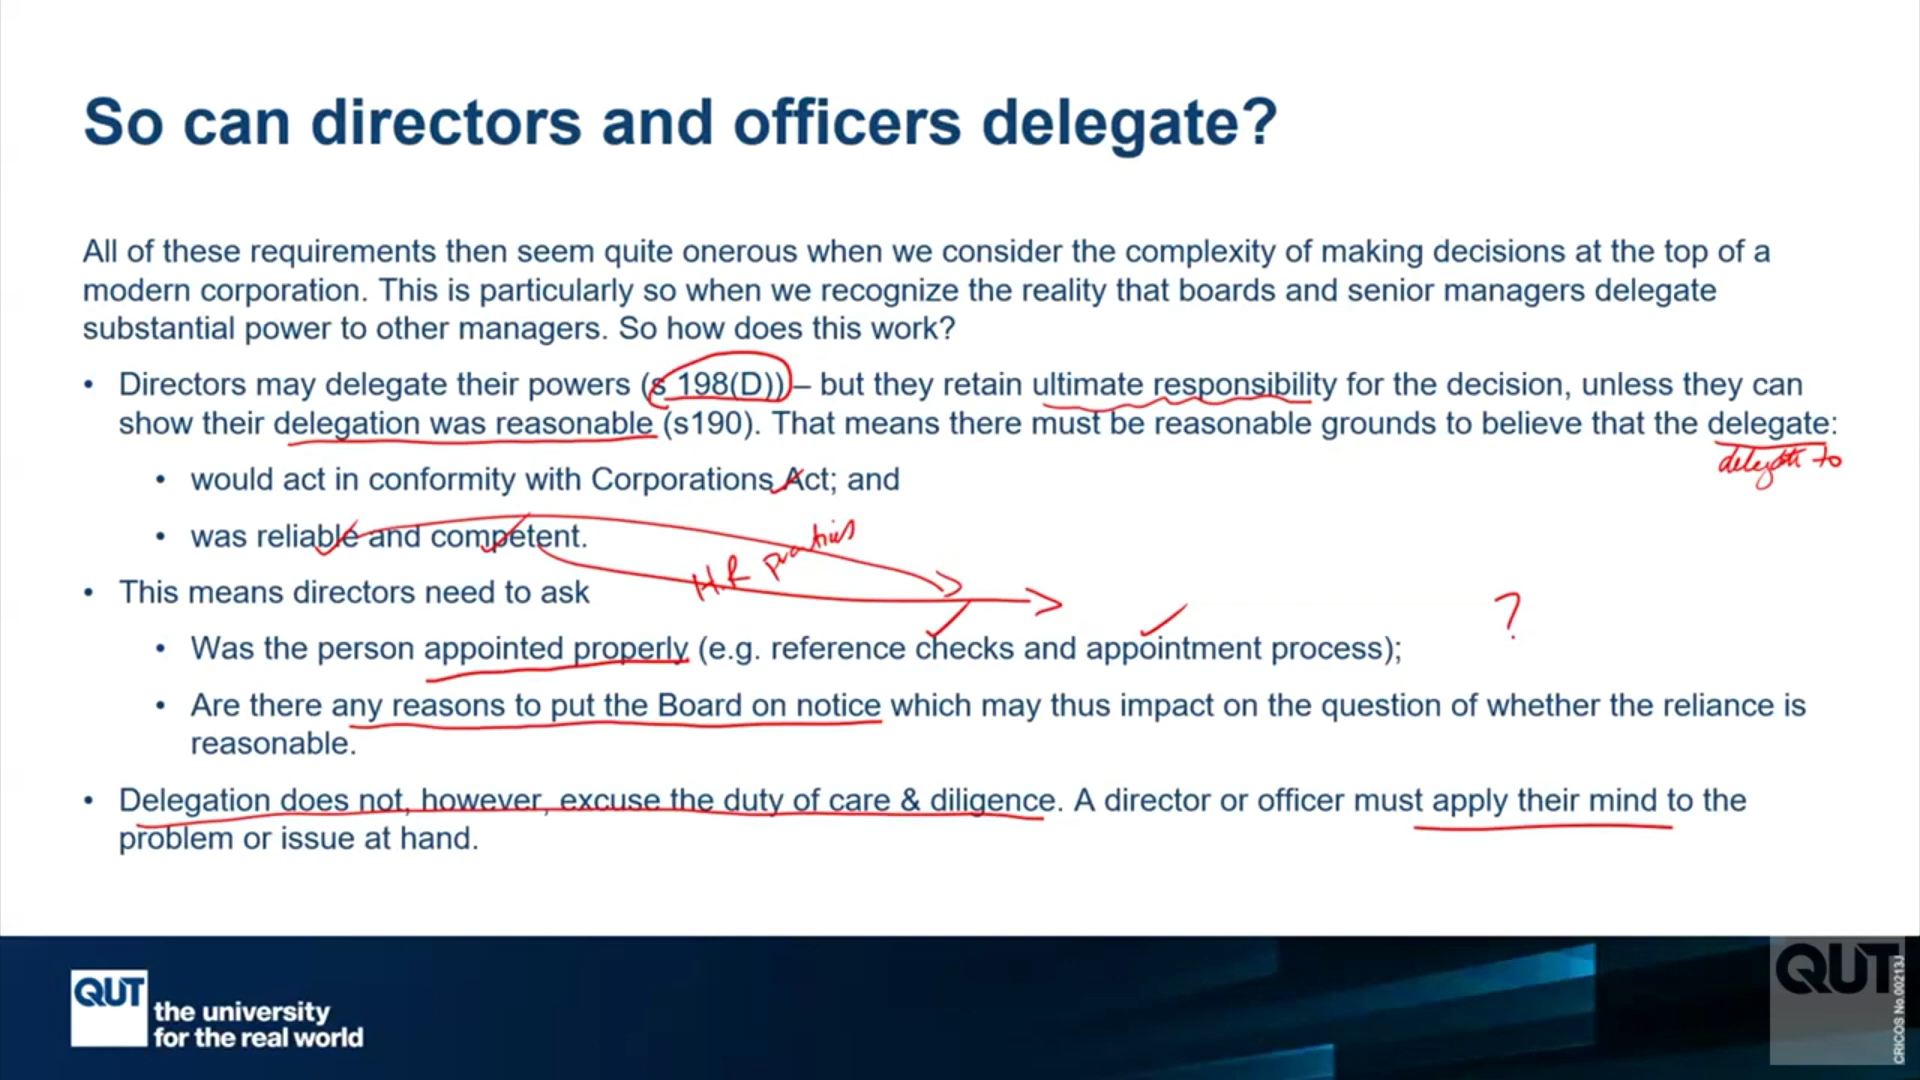 So can directors and officers delegate?
All of these requirements then seem quite onerous when we consider the complexity of making decisions at the top of a
modern corporation. This is particularly so when we recognize the reality that boards and senior managers delegate
substantial power to other managers. So how does this work?
• Directors may delegate their powers (s 198(D)) – but they retain ultimate responsibility for the decision, unless they can
show their delegation was reasonable (s190). That means there must be reasonable grounds to believe that the delegate:
delegate to
• would act in conformity with Corporations Act; and
• was reliable and competent.
H.R practices
• This means directors need to ask
?
• Was the person appointed properly (e.g. reference checks and appointment process);
• Are there any reasons to put the Board on notice which may thus impact on the question of whether the reliance is
reasonable.
• Delegation does not, however, excuse the duty of care & diligence. A director or officer must apply their mind to the
problem or issue at hand.
QUT
the university
for the real world
QUT
CRICOS No.00213J